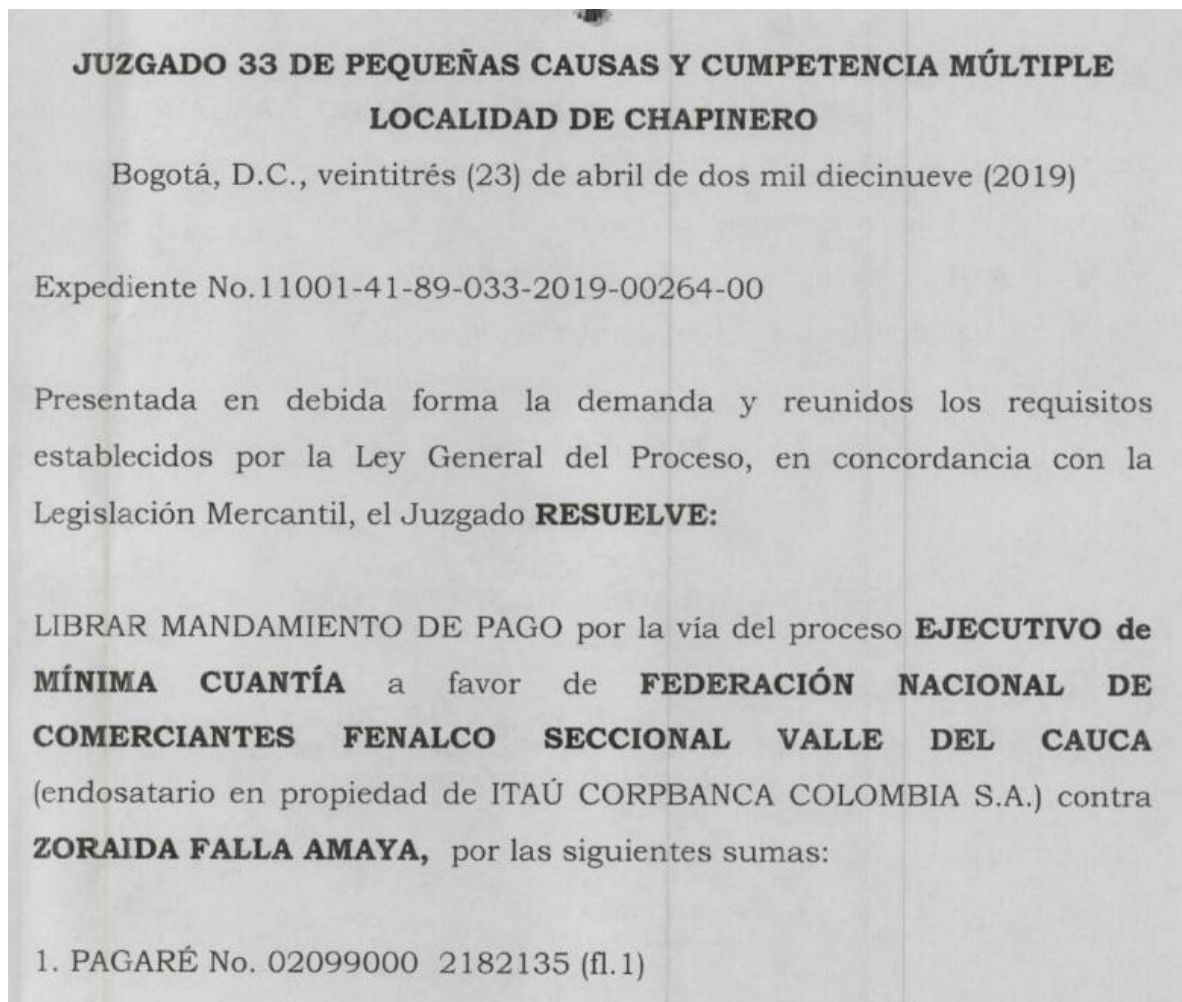 JUZGADO 33 DE PEQUEÑAS CAUSAS Y CUMPETENCIA MÚLTIPLE
LOCALIDAD DE CHAPINERO
Bogotá, D.C., veintitrés (23) de abril de dos mil diecinueve (2019)
Expediente No.11001-41-89-033-2019-00264-00
Presentada en debida forma la demanda y reunidos los requisitos
establecidos por la Ley General del Proceso, en concordancia con la
Legislación Mercantil, el Juzgado RESUELVE:
LIBRAR MANDAMIENTO DE PAGO por la vía del proceso EJECUTIVO de
MÍNIMA CUANTÍA a favor de FEDERACIÓN NACIONAL DE
COMERCIANTES FENALCO SECCIONAL VALLE DEL CAUCA
(endosatario en propiedad de ITAÚ CORPBANCA COLOMBIA S.A.) contra
ZORAIDA FALLA AMAYA, por las siguientes sumas:
1. PAGARÉ No. 02099000 2182135 (fl.1)